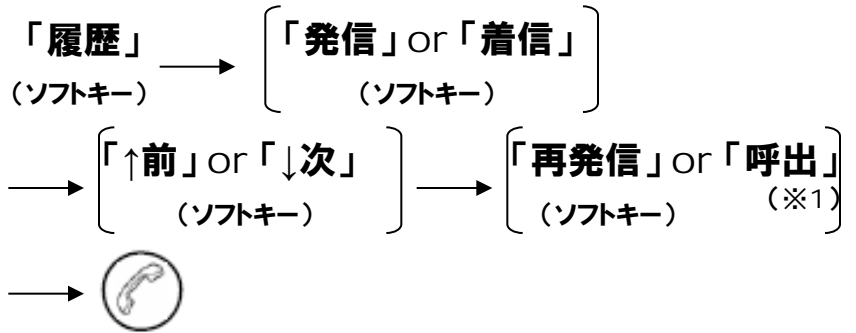 「履歴」 「発信」or「着信」
（ソフトキー） （ソフトキー）
「↑前」or「↓次」 「再発信」or「呼出」
（ソフトキー） （ソフトキー） （※1）